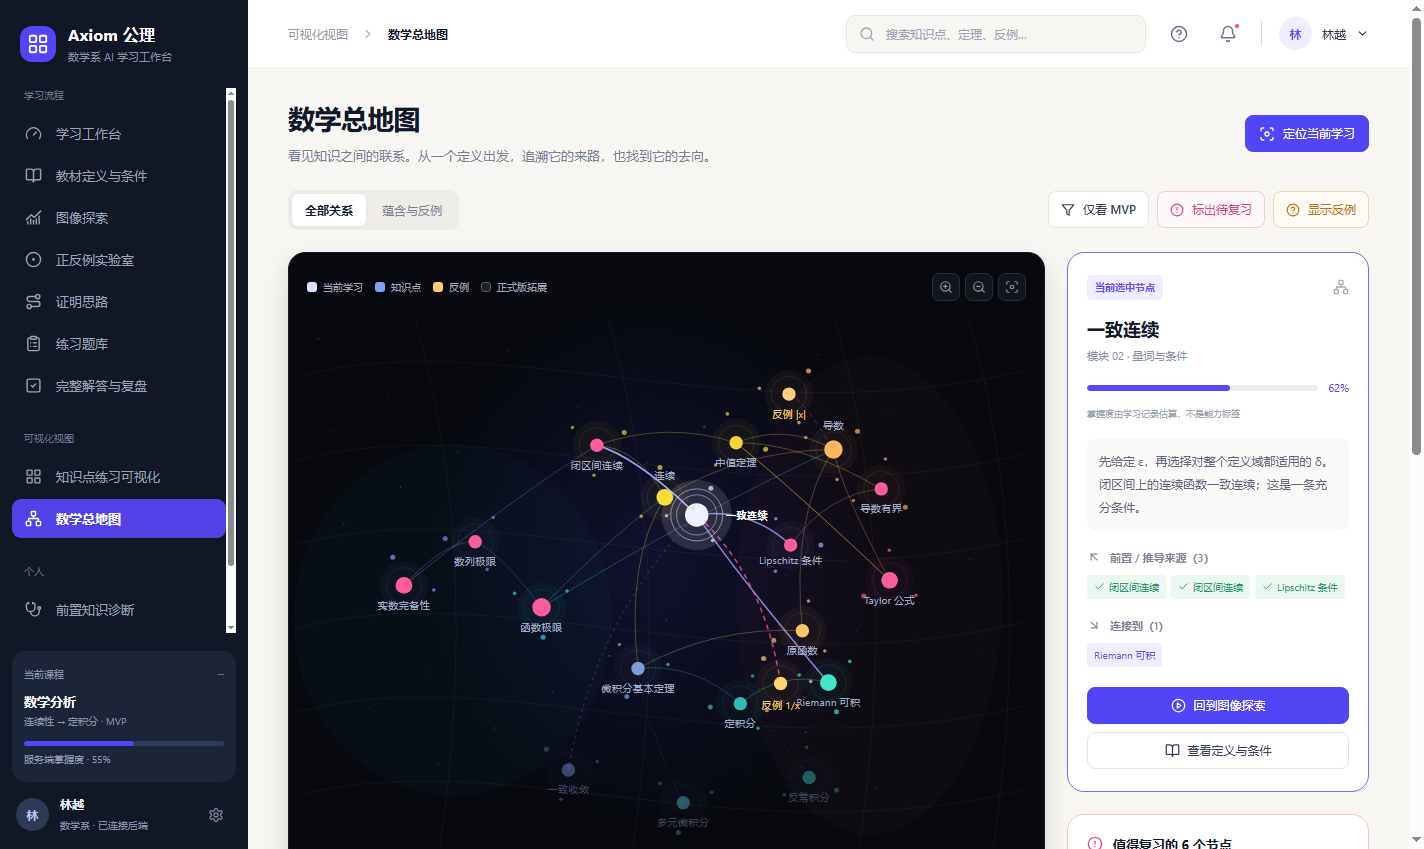 Axiom 公理
数学系 AI 学习工作台
学习流程
学习工作台
教材定义与条件
图像探索
正反例实验室
证明思路
练习题库
完整解答与复盘
可视化视图
知识点练习可视化
数学总地图
个人
前置知识诊断
当前课程
数学分析
连续性 → 定积分 · MVP
服务端掌握度 · 55%
林
林越
数学系 · 已连接后端
可视化视图
数学总地图
搜索知识点、定理、反例...
林
林越
数学总地图
看见知识之间的联系。从一个定义出发，追溯它的来路，也找到它的去向。
定位当前学习
全部关系
蕴含与反例
仅看 MVP
标出待复习
显示反例
当前学习
知识点
反例
正式版拓展
反例 |x|
导数
闭区间连续
中值定理
连续
导数有界
一致连续
数列极限
Lipschitz 条件
实数完备性
Taylor 公式
函数极限
原函数
微积分基本定理
反例 1/x
Riemann 可积
定积分
一致收敛
反常积分
多元微积分
当前选中节点
一致连续
模块 02 · 量词与条件
62%
掌握度由学习记录估算，不是能力标签
先给定 ε，再选择对整个定义域都适用的 δ。
闭区间上的连续函数一致连续；这是一条充
分条件。
前置 / 推导来源（3）
闭区间连续
闭区间连续
Lipschitz 条件
连接到（1）
Riemann 可积
回到图像探索
查看定义与条件
值得复习的 6 个节点